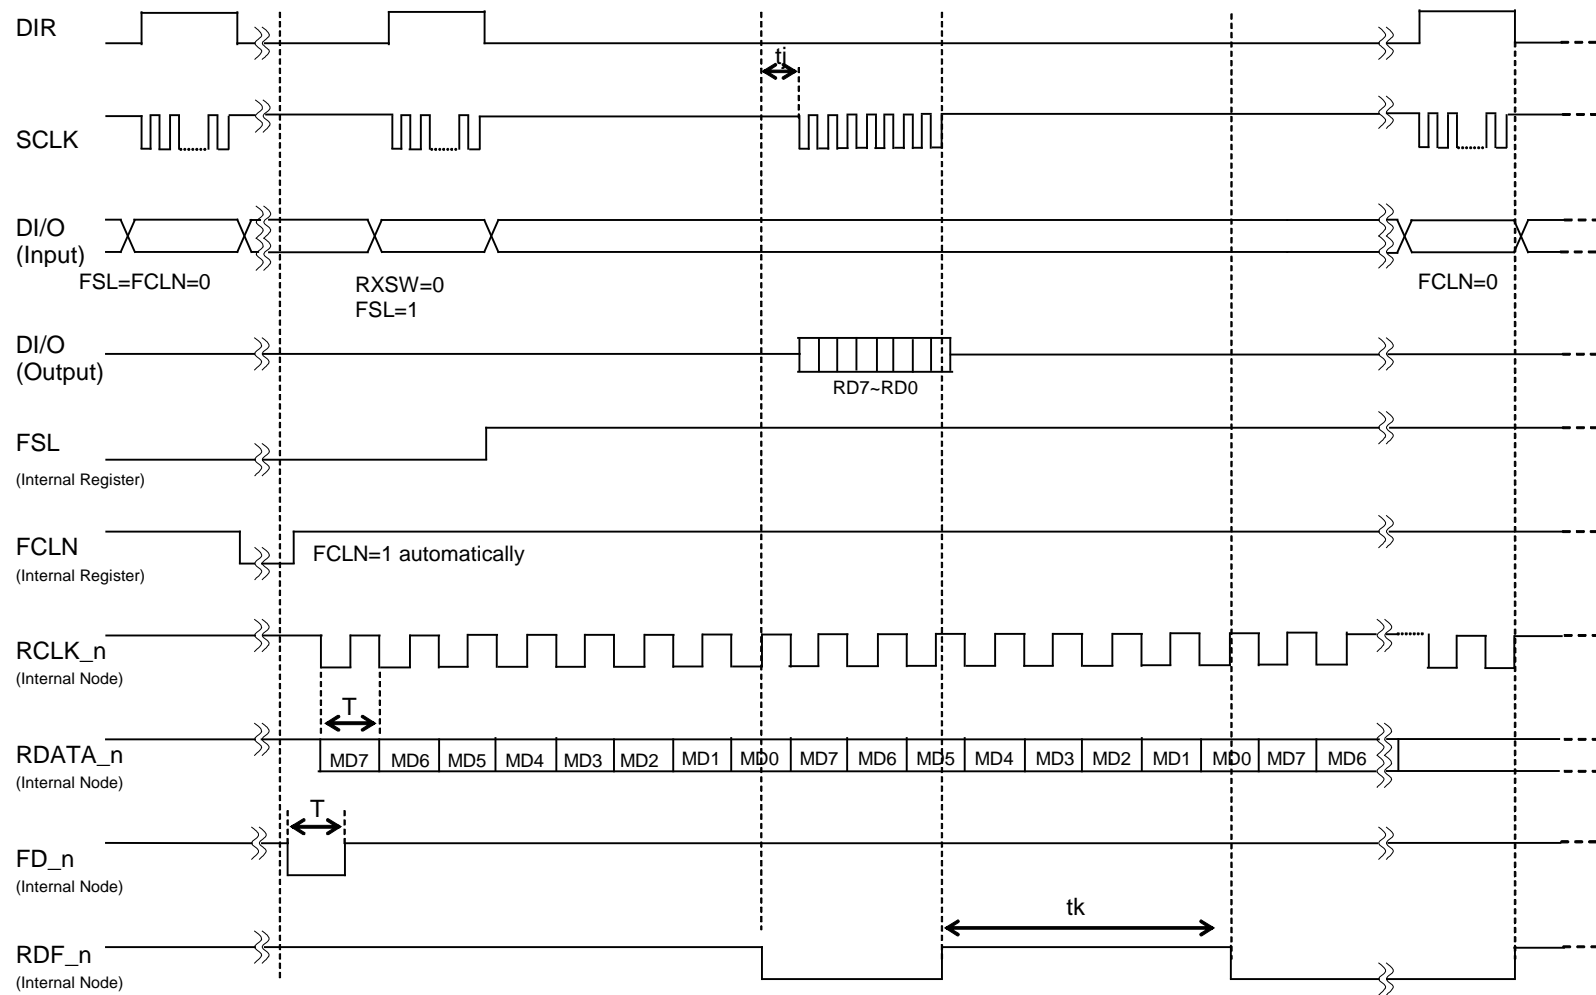 DIR
tj
SCLK
DI/O
(Input)
FSL=FCLN=0
RXSW=0
FSL=1
FCLN=0
DI/O
(Output)
RD7~RD0
FSL
(Internal Register)
FCLN
(Internal Register)
FCLN=1 automatically
RCLK_n
(Internal Node)
T
RDATA_n
(Internal Node)
MD7 MD6 MD5 MD4 MD3 MD2 MD1 MD0 MD7 MD6 MD5 MD4 MD3 MD2 MD1 MD0 MD7 MD6
T
FD_n
(Internal Node)
tk
RDF_n
(Internal Node)